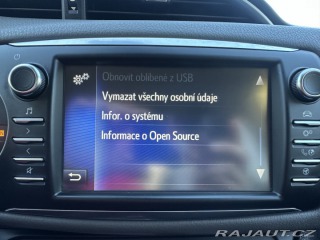 Obnovit oblíbené z USB
Vymazat všechny osobní údaje
Infor. o systému
Informace o Open Source
RAJAUT.CZ